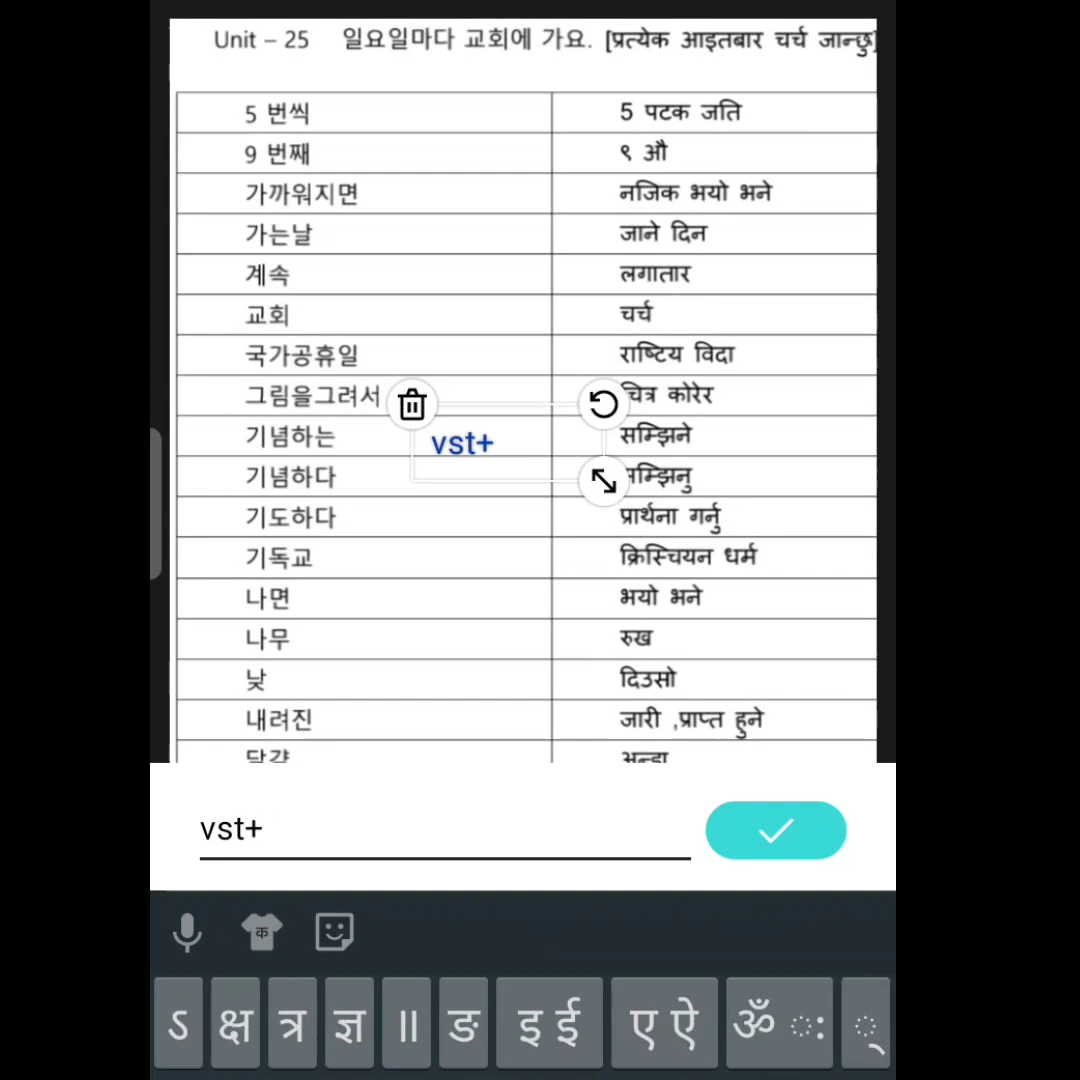 Unit – 25 일요일마다 교회에 가요. [प्रत्येक आइतबार चर्च जान्छु]
5 번씩 5 पटक जति
9 번째 ९ औ
가까워지면 नजिक भयो भने
가는날 जाने दिन
계속 लगातार
교회 चर्च
국가공휴일 राष्टिय विदा
그림을그려서 चित्र कोरेर
기념하는 सम्झिने
vst+
기념하다 सम्झिनु
기도하다 प्रार्थना गर्नु
기독교 क्रिस्चियन धर्म
나면 भयो भने
나무 रुख
낮 दिउसो
내려진 जारी ,प्राप्त हुने
vst+
क
ऽ क्ष त्र ज्ञ ॥ ङ इ ई ए ऐ ॐ ः ्